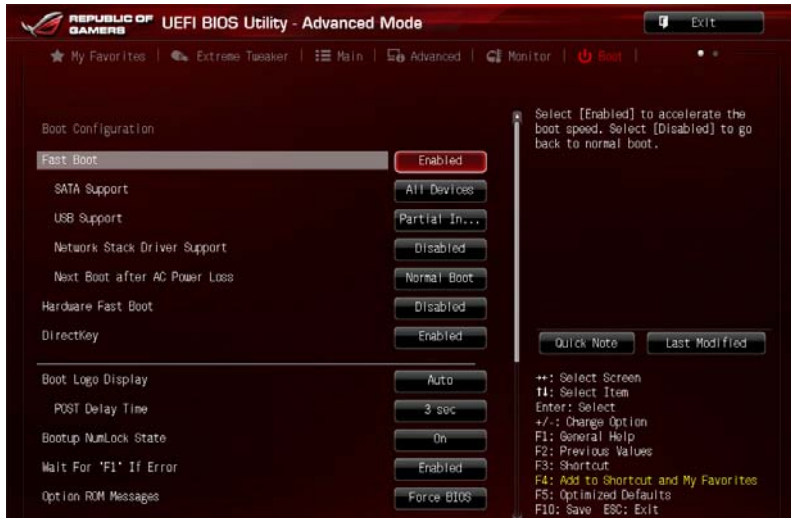 REPUBLIC OF GAMERS UEFI BIOS Utility - Advanced Mode
Exit
My Favorites | Extreme Tweaker | Main | Advanced | Monitor | Boot |
Boot Configuration
Fast Boot Enabled
SATA Support All Devices
USB Support Partial In...
Network Stack Driver Support Disabled
Next Boot after AC Power Loss Normal Boot
Hardware Fast Boot Disabled
DirectKey Enabled
Boot Logo Display Auto
POST Delay Time 3 sec
Bootup NumLock State On
Wait For 'F1' If Error Enabled
Option ROM Messages Force BIOS
Select [Enabled] to accelerate the
boot speed. Select [Disabled] to go
back to normal boot.
Quick Note Last Modified
→←: Select Screen
↑↓: Select Item
Enter: Select
+/-: Change Option
F1: General Help
F2: Previous Values
F3: Shortcut
F4: Add to Shortcut and My Favorites
F5: Optimized Defaults
F10: Save ESC: Exit